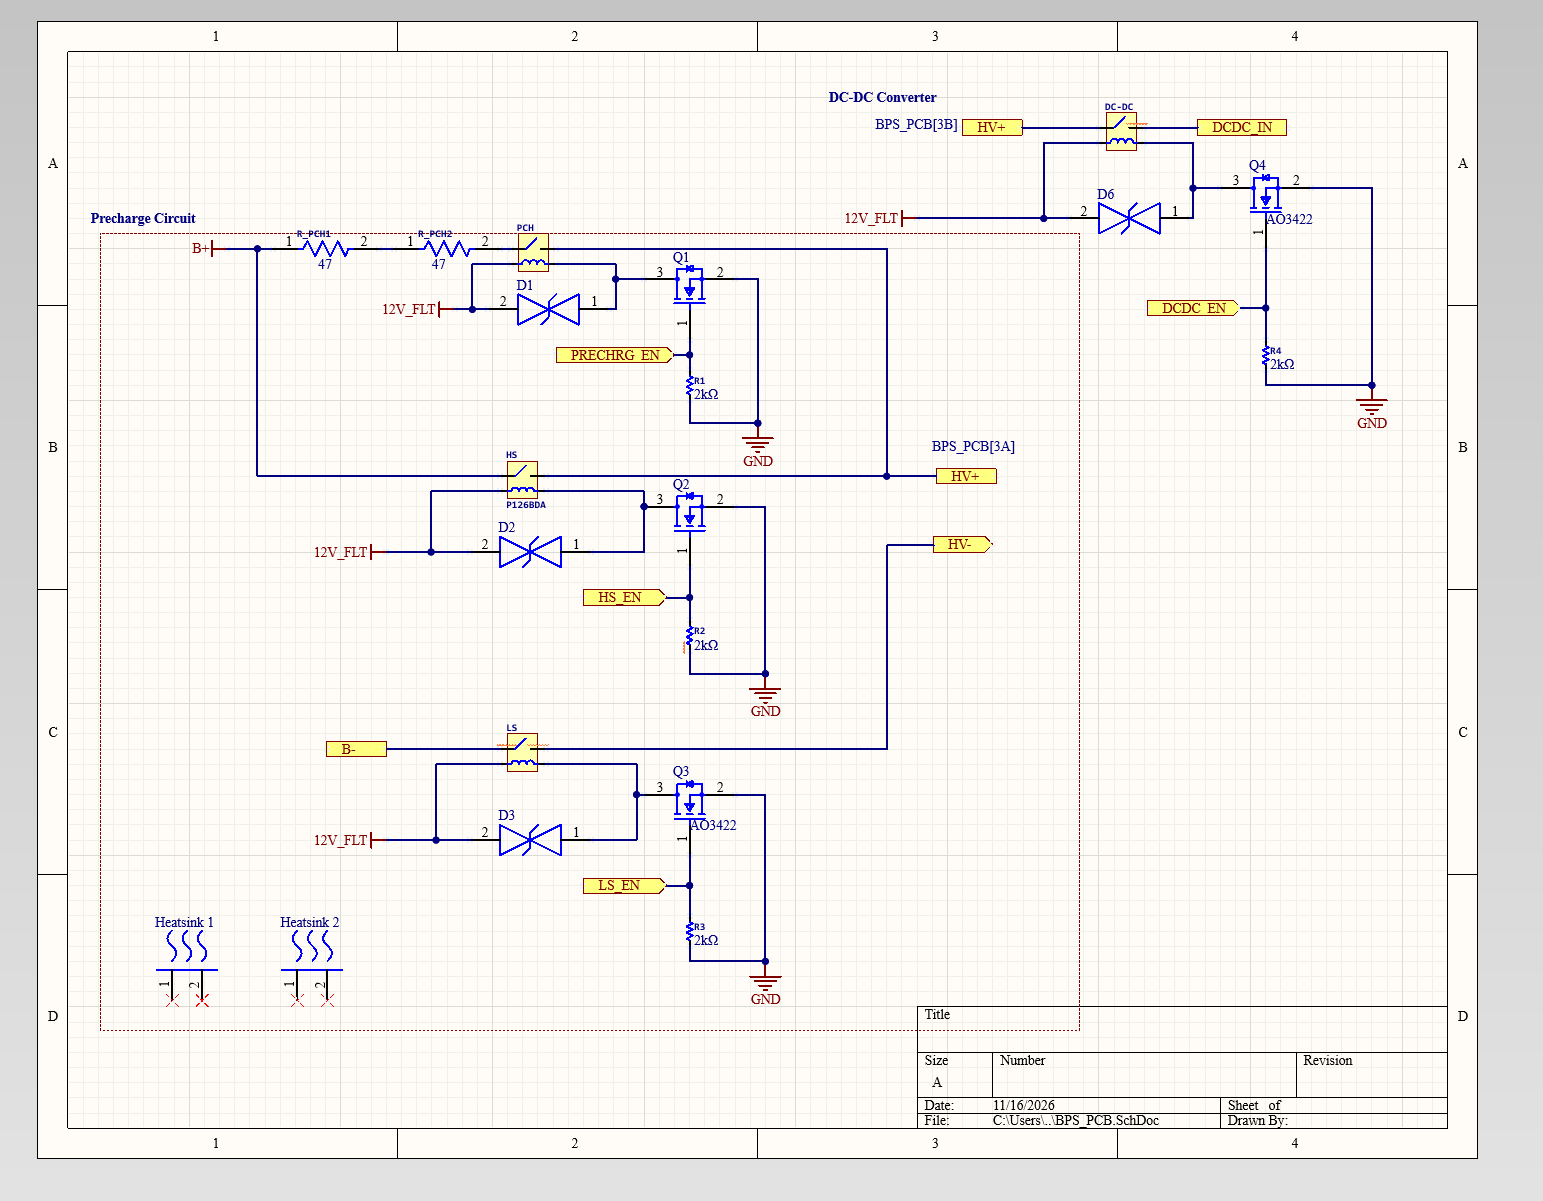 1 2 3 4
DC-DC Converter
DC-DC
BPS_PCB[3B] HV+ DCDC_IN
A A
Q4
3 2
D6
12V_FLT 2 1
AO3422
1
Precharge Circuit
R_PCH1 R_PCH2 PCH
B+ 1 2 1 2
47 47
Q1
3 2
D1
12V_FLT 2 1
1
DCDC_EN
PRECHRG_EN
R4
2kΩ
R1
2kΩ
GND
BPS_PCB[3A]
B B
HS
GND
HV+
Q2
3 2
P126BDA
D2
12V_FLT 2 1
1
HV-
HS_EN
R2
2kΩ
GND
LS
C C
B-
Q3
3 2
D3
AO3422
12V_FLT 2 1
1
LS_EN
Heatsink 1 Heatsink 2
R3
2kΩ
1 2 1 2
GND
D D
Title
Size Number Revision
A
Date: 11/16/2026 Sheet of
File: C:\Users\..\BPS_PCB.SchDoc Drawn By:
1 2 3 4